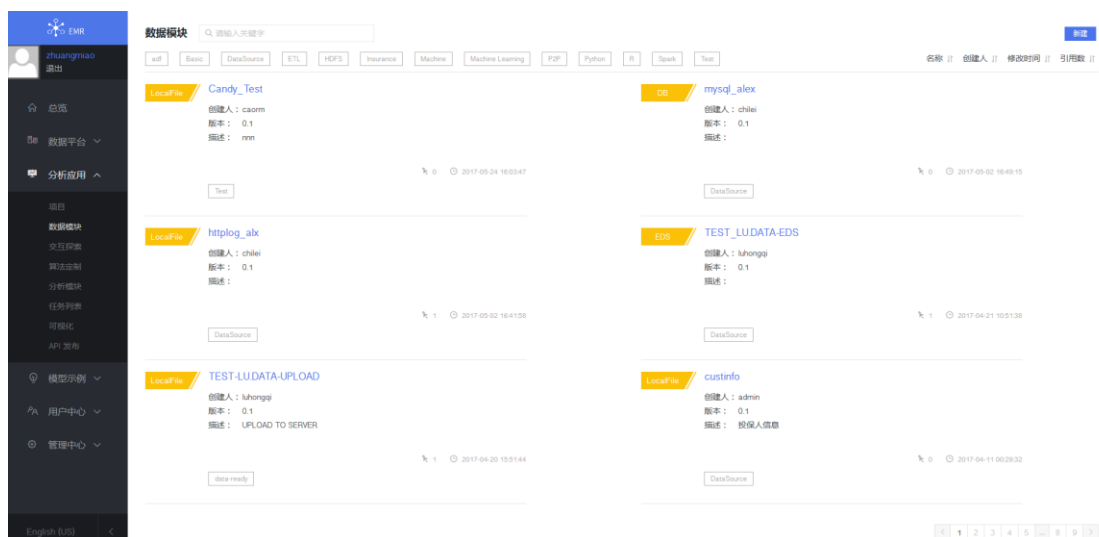 EMR
zhuangmiao
退出
总览
数据平台
分析应用
项目
数据模块
交互探索
算法定制
分析模块
任务列表
可视化
API 发布
模型示例
用户中心
管理中心
English (US)
数据模块 请输入关键字 新建
adf Basic DataSource ETL HDFS Insurance Machine Machine Learning P2P Python R Spark Test 名称 创建人 修改时间 引用数
LocalFile Candy_Test
创建人：caorm
版本： 0.1
描述： nnn
0 2017-05-24 16:03:47
Test
DB mysql_alex
创建人：chilei
版本： 0.1
描述：
0 2017-05-02 16:49:15
DataSource
LocalFile httplog_alx
创建人：chilei
版本： 0.1
描述：
1 2017-05-02 16:41:58
DataSource
EDS TEST_LU.DATA-EDS
创建人：luhongqi
版本： 0.1
描述：
1 2017-04-21 10:51:38
DataSource
LocalFile TEST-LU.DATA-UPLOAD
创建人：luhongqi
版本： 0.1
描述： UPLOAD TO SERVER
1 2017-04-20 15:51:44
data-ready
LocalFile custinfo
创建人：admin
版本： 0.1
描述： 投保人信息
0 2017-04-11 00:29:32
DataSource
< 1 2 3 4 5 ... 8 9 >